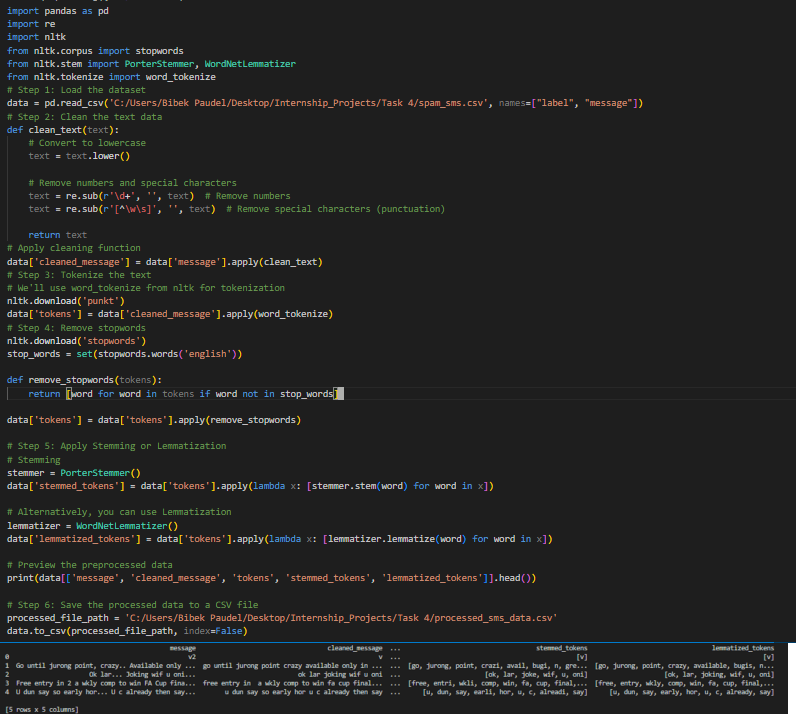 import pandas as pd
import re
import nltk
from nltk.corpus import stopwords
from nltk.stem import PorterStemmer, WordNetLemmatizer
from nltk.tokenize import word_tokenize
# Step 1: Load the dataset
data = pd.read_csv('C:/Users/Bibek Paudel/Desktop/Internship_Projects/Task 4/spam_sms.csv', names=["label", "message"])
# Step 2: Clean the text data
def clean_text(text):
    # Convert to lowercase
    text = text.lower()
    # Remove numbers and special characters
    text = re.sub(r'\d+', '', text)  # Remove numbers
    text = re.sub(r'[^\w\s]', '', text)  # Remove special characters (punctuation)
    return text
# Apply cleaning function
data['cleaned_message'] = data['message'].apply(clean_text)
# Step 3: Tokenize the text
# We'll use word_tokenize from nltk for tokenization
nltk.download('punkt')
data['tokens'] = data['cleaned_message'].apply(word_tokenize)
# Step 4: Remove stopwords
nltk.download('stopwords')
stop_words = set(stopwords.words('english'))
def remove_stopwords(tokens):
    return [word for word in tokens if word not in stop_words]
data['tokens'] = data['tokens'].apply(remove_stopwords)
# Step 5: Apply Stemming or Lemmatization
# Stemming
stemmer = PorterStemmer()
data['stemmed_tokens'] = data['tokens'].apply(lambda x: [stemmer.stem(word) for word in x])
# Alternatively, you can use Lemmatization
lemmatizer = WordNetLemmatizer()
data['lemmatized_tokens'] = data['tokens'].apply(lambda x: [lemmatizer.lemmatize(word) for word in x])
# Preview the preprocessed data
print(data[['message', 'cleaned_message', 'tokens', 'stemmed_tokens', 'lemmatized_tokens']].head())
# Step 6: Save the processed data to a CSV file
processed_file_path = 'C:/Users/Bibek Paudel/Desktop/Internship_Projects/Task 4/processed_sms_data.csv'
data.to_csv(processed_file_path, index=False)
message cleaned_message ... stemmed_tokens lemmatized_tokens
0 v2 v ... [v] [v]
1 Go until jurong point, crazy.. Available only ... go until jurong point crazy available only in ... ... [go, jurong, point, crazi, avail, bugi, n, gre... [go, jurong, point, crazy, available, bugis, n...
2 Ok lar... Joking wif u oni... ok lar joking wif u oni ... [ok, lar, joke, wif, u, oni] [ok, lar, joking, wif, u, oni]
3 Free entry in 2 a wkly comp to win FA Cup fina... free entry in  a wkly comp to win fa cup final... ... [free, entri, wkli, comp, win, fa, cup, final,... [free, entry, wkly, comp, win, fa, cup, final,...
4 U dun say so early hor... U c already then say... u dun say so early hor u c already then say ... [u, dun, say, earli, hor, u, c, alreadi, say] [u, dun, say, early, hor, u, c, already, say]
[5 rows x 5 columns]